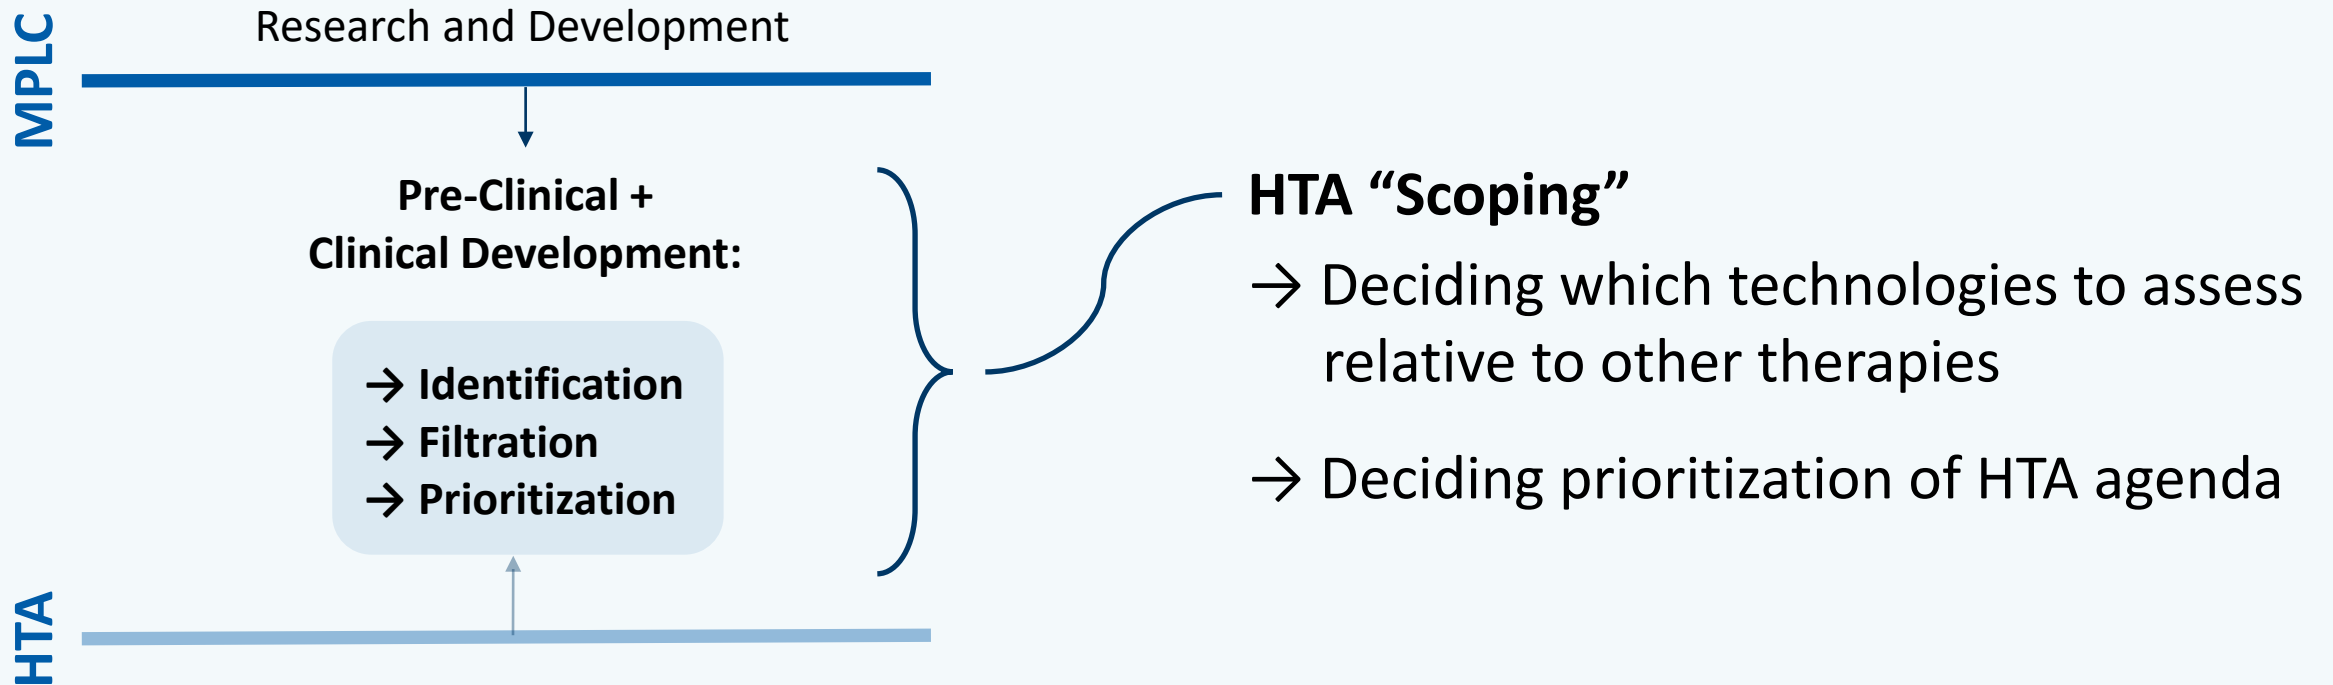 MPLC
Research and Development
Pre-Clinical +
Clinical Development:
→ Identification
→ Filtration
→ Prioritization
HTA
HTA “Scoping”
→ Deciding which technologies to assess
relative to other therapies
→ Deciding prioritization of HTA agenda